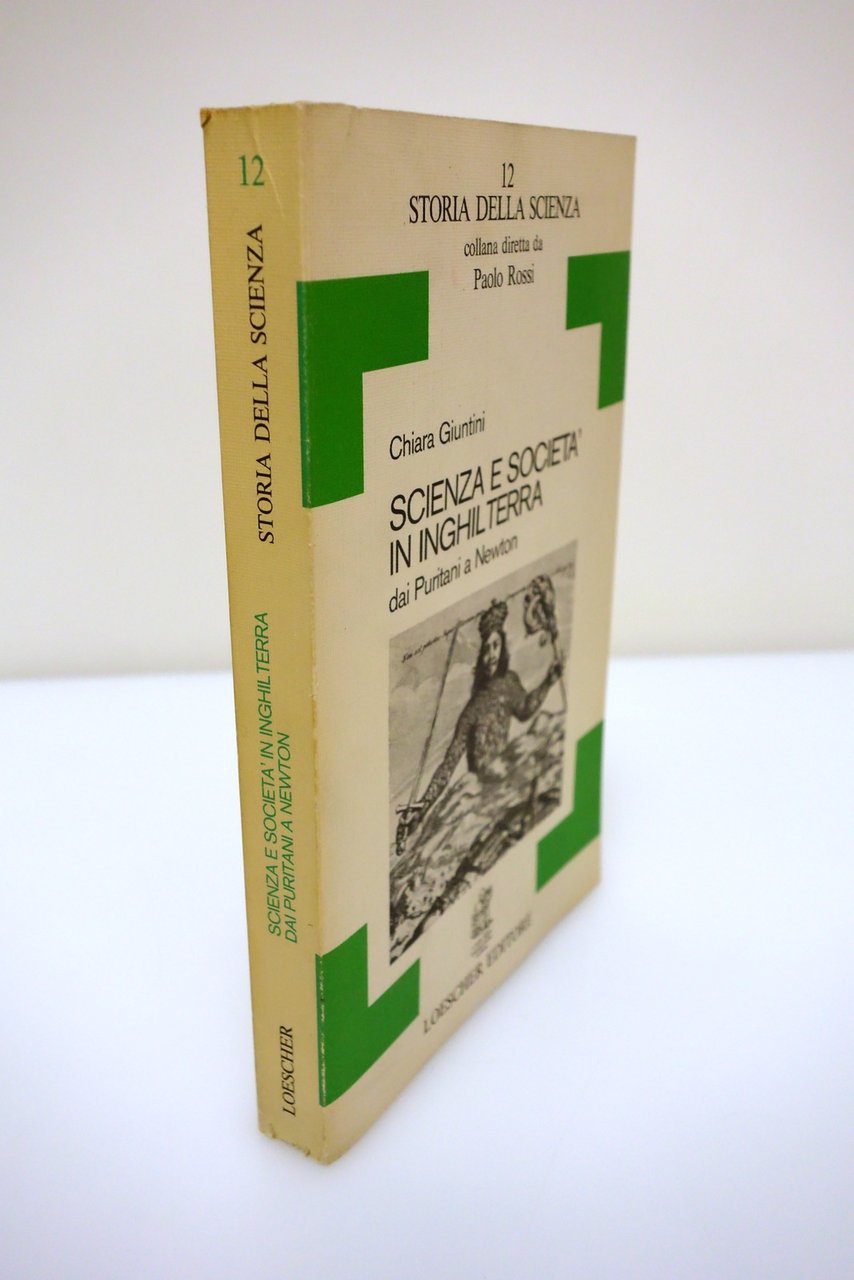 12
STORIA DELLA SCIENZA
SCIENZA E SOCIETA' IN INGHILTERRA
DAI PURITANI A NEWTON
LOESCHER
12
STORIA DELLA SCIENZA
collana diretta da
Paolo Rossi
Chiara Giuntini
SCIENZA E SOCIETA'
IN INGHILTERRA
dai Puritani a Newton
LOESCHER EDITORE